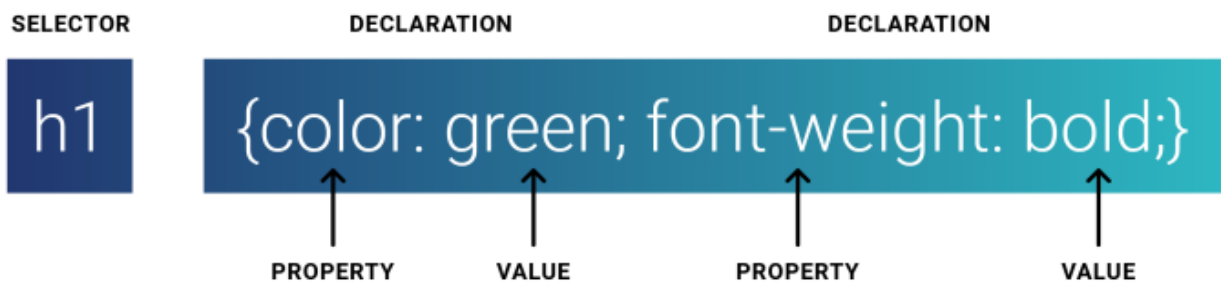 SELECTOR DECLARATION DECLARATION
h1 {color: green; font-weight: bold;}
PROPERTY VALUE PROPERTY VALUE